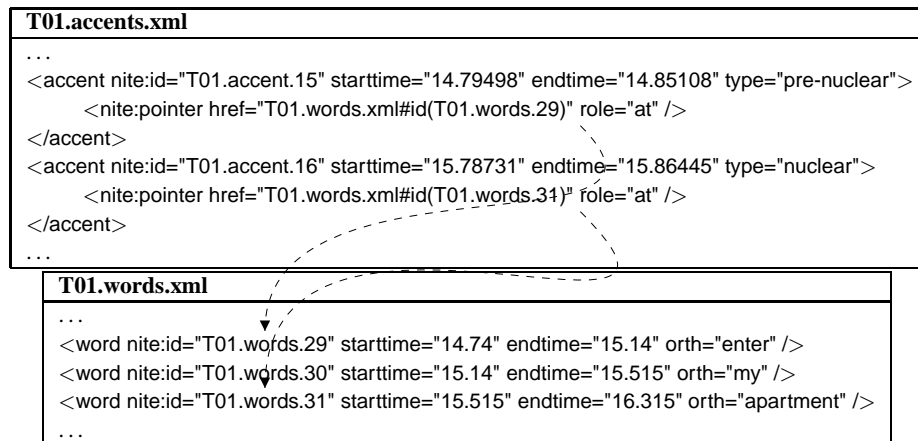 T01.accents.xml
...
<accent nite:id="T01.accent.15" starttime="14.79498" endtime="14.85108" type="pre-nuclear">
<nite:pointer href="T01.words.xml#id(T01.words.29)" role="at" />
</accent>
<accent nite:id="T01.accent.16" starttime="15.78731" endtime="15.86445" type="nuclear">
<nite:pointer href="T01.words.xml#id(T01.words.31)" role="at" />
</accent>
...
T01.words.xml
...
<word nite:id="T01.words.29" starttime="14.74" endtime="15.14" orth="enter" />
<word nite:id="T01.words.30" starttime="15.14" endtime="15.515" orth="my" />
<word nite:id="T01.words.31" starttime="15.515" endtime="16.315" orth="apartment" />
...